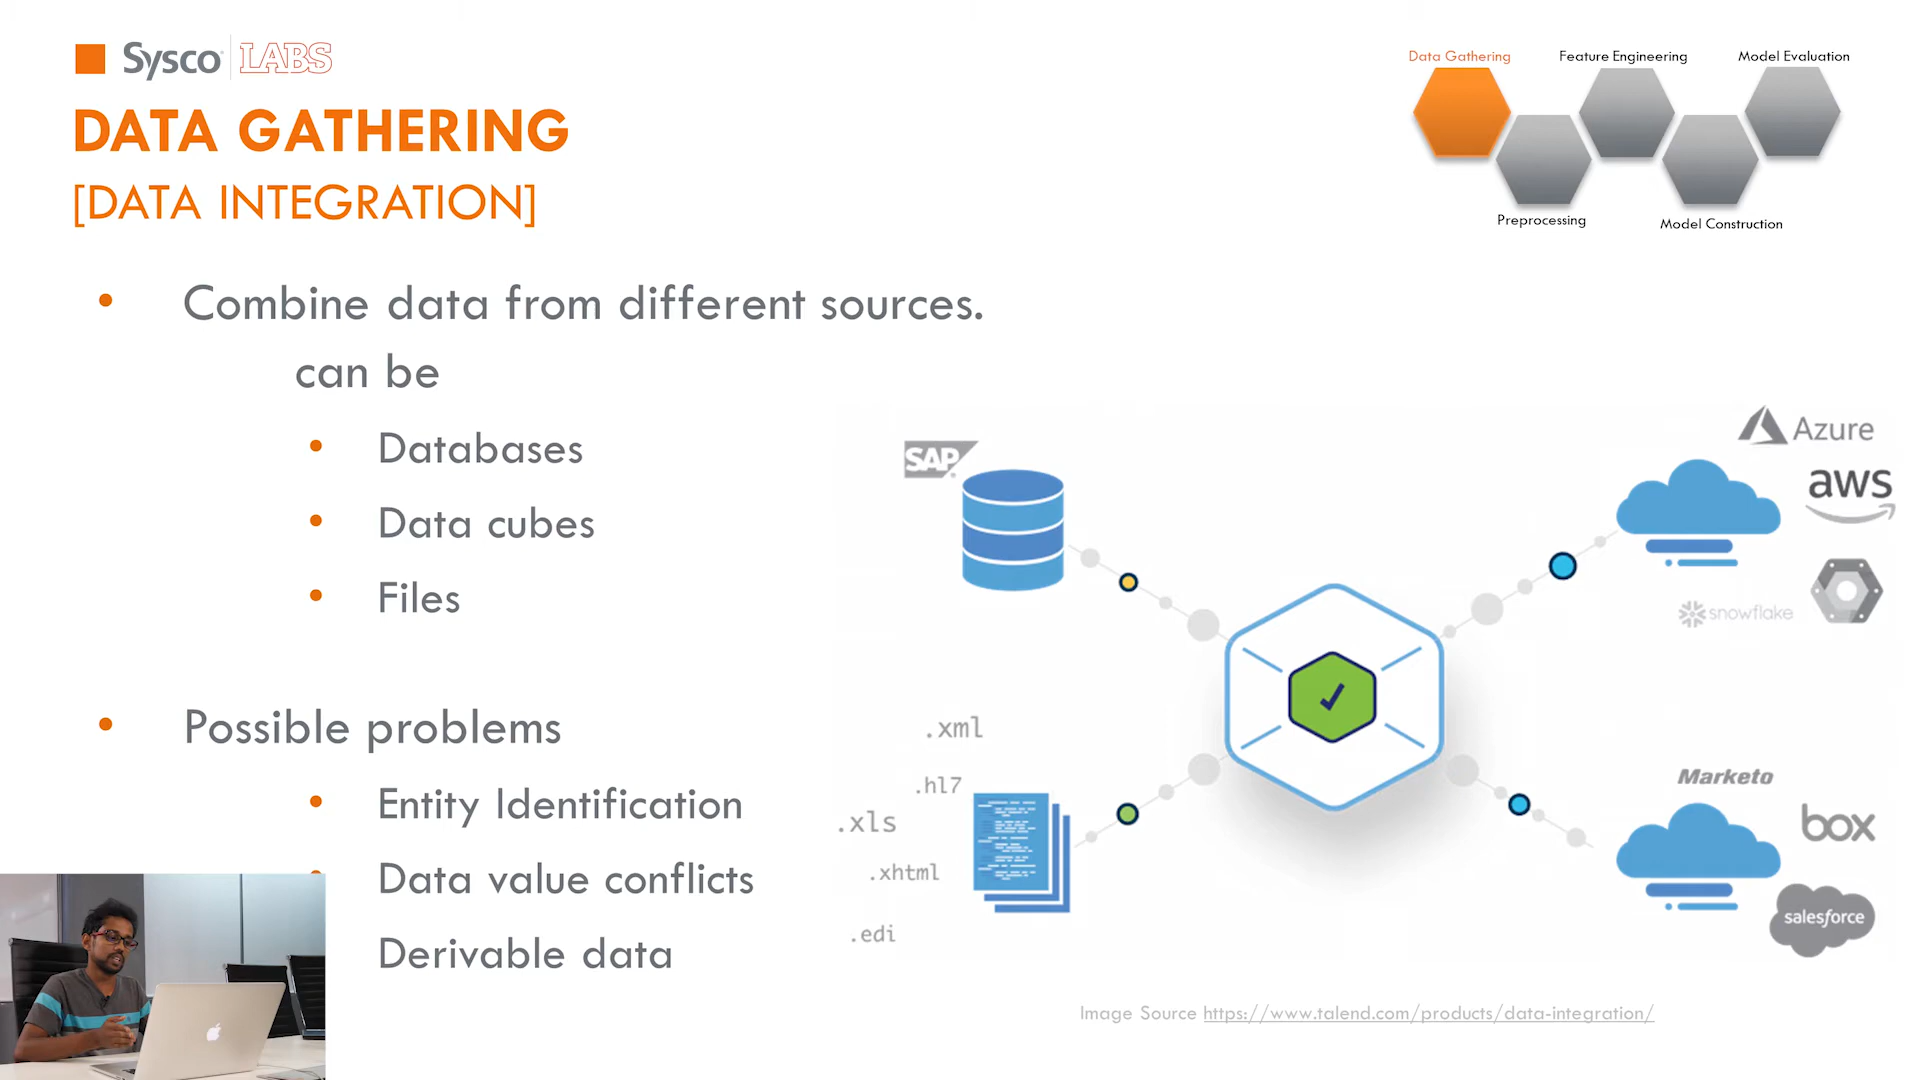 Sysco LABS
DATA GATHERING
[DATA INTEGRATION]
Data Gathering
Feature Engineering
Model Evaluation
Preprocessing
Model Construction
• Combine data from different sources.
can be
• Databases
• Data cubes
• Files
• Possible problems
• Entity Identification
Data value conflicts
Derivable data
SAP
Azure
aws
snowflake
.xml
.hl7
.xls
.xhtml
.edi
Marketo
box
salesforce
Image Source https://www.talend.com/products/data-integration/